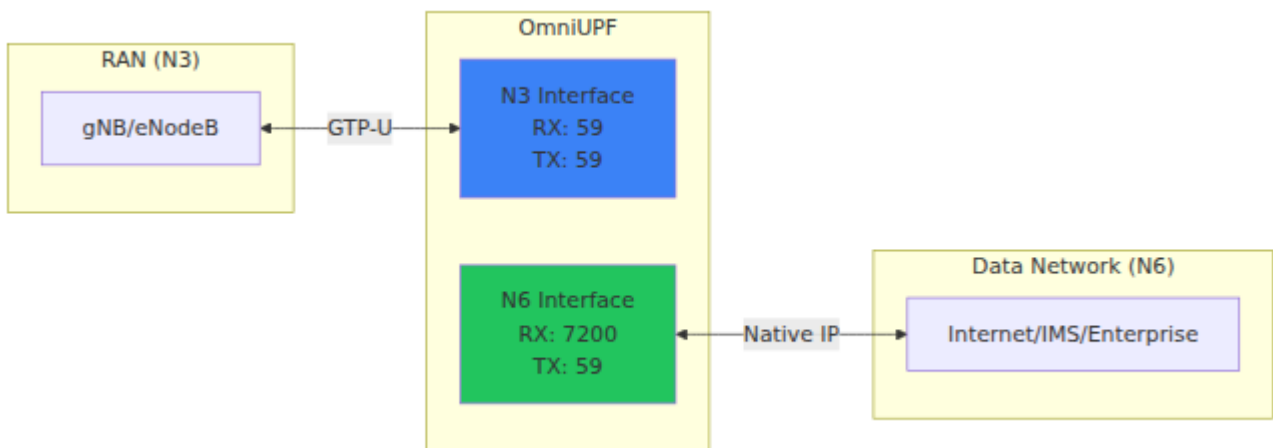 OmniUPF
RAN (N3)
gNB/eNodeB
GTP-U
N3 Interface
RX: 59
TX: 59
N6 Interface
RX: 7200
TX: 59
Native IP
Data Network (N6)
Internet/IMS/Enterprise